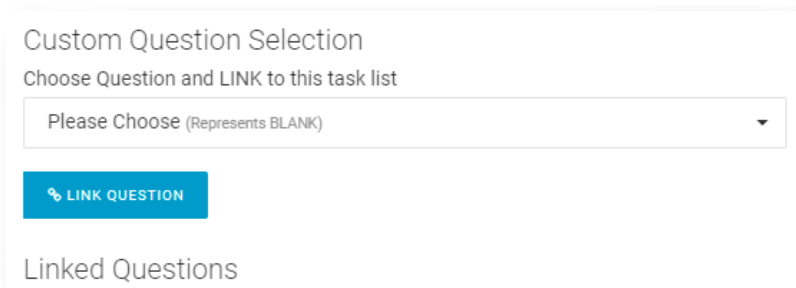 Custom Question Selection
Choose Question and LINK to this task list
Please Choose (Represents BLANK)
LINK QUESTION
Linked Questions